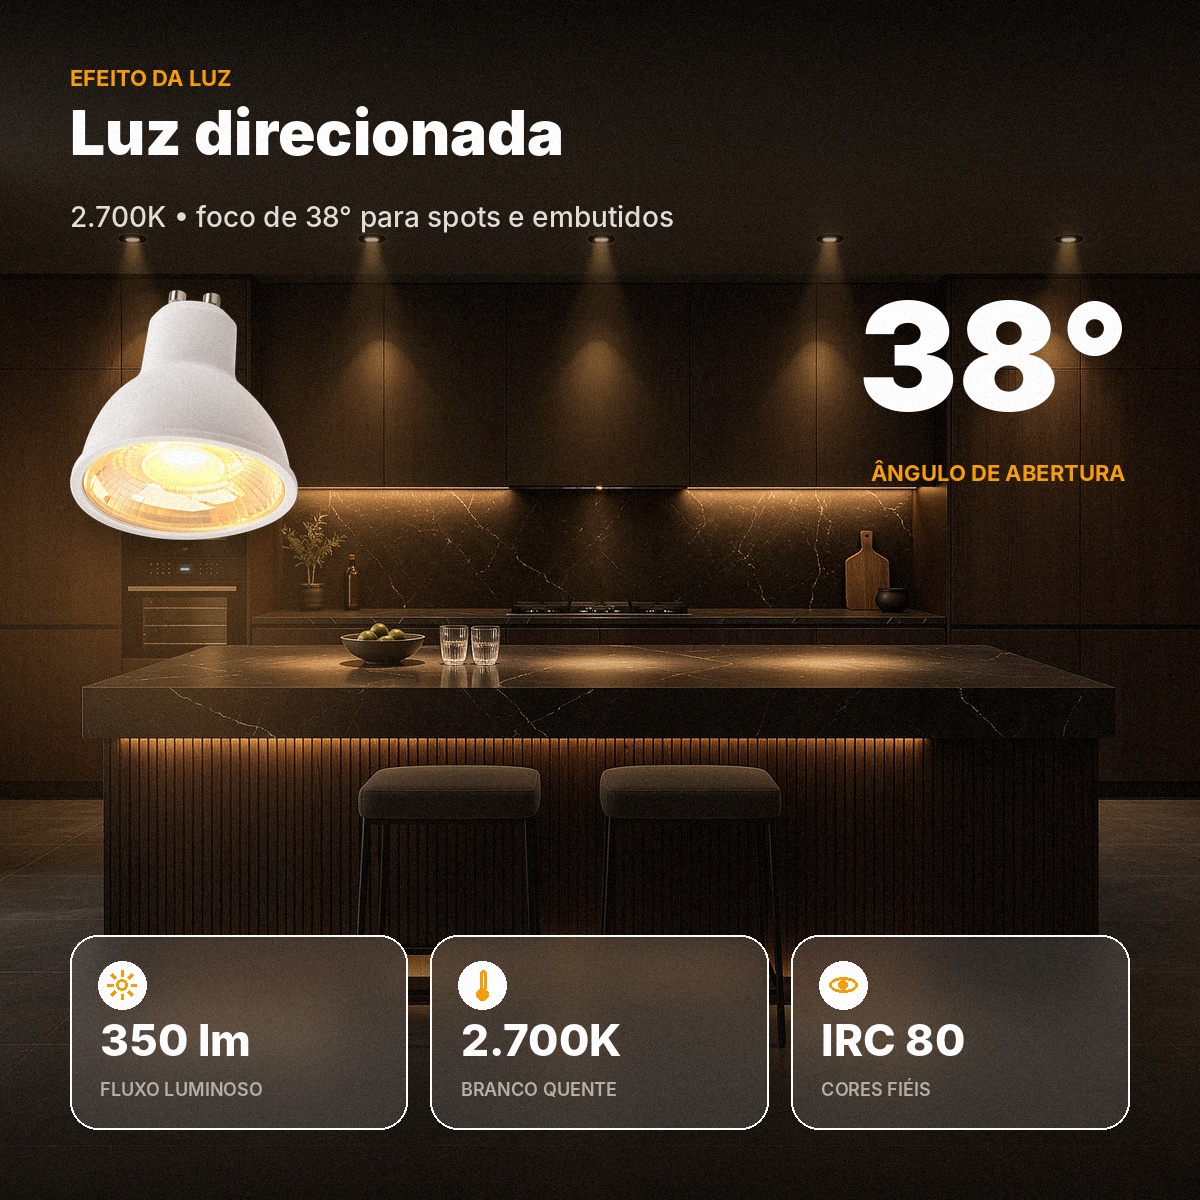 EFEITO DA LUZ
Luz direcionada
2.700K • foco de 38° para spots e embutidos
38°
ÂNGULO DE ABERTURA
350 lm
FLUXO LUMINOSO
2.700K
BRANCO QUENTE
IRC 80
CORES FIÉIS